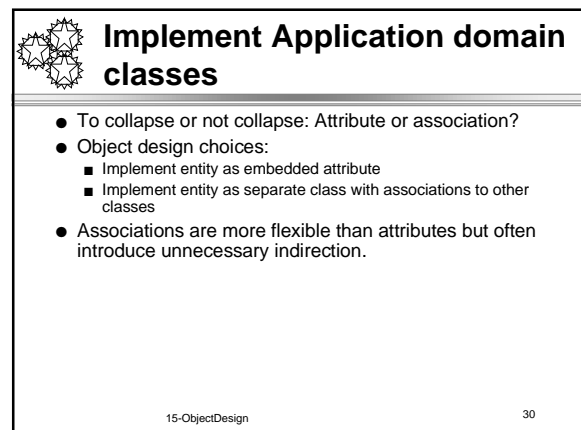 Implement Application domain
classes
● To collapse or not collapse: Attribute or association?
● Object design choices:
■ Implement entity as embedded attribute
■ Implement entity as separate class with associations to other
classes
● Associations are more flexible than attributes but often
introduce unnecessary indirection.
15-ObjectDesign
30